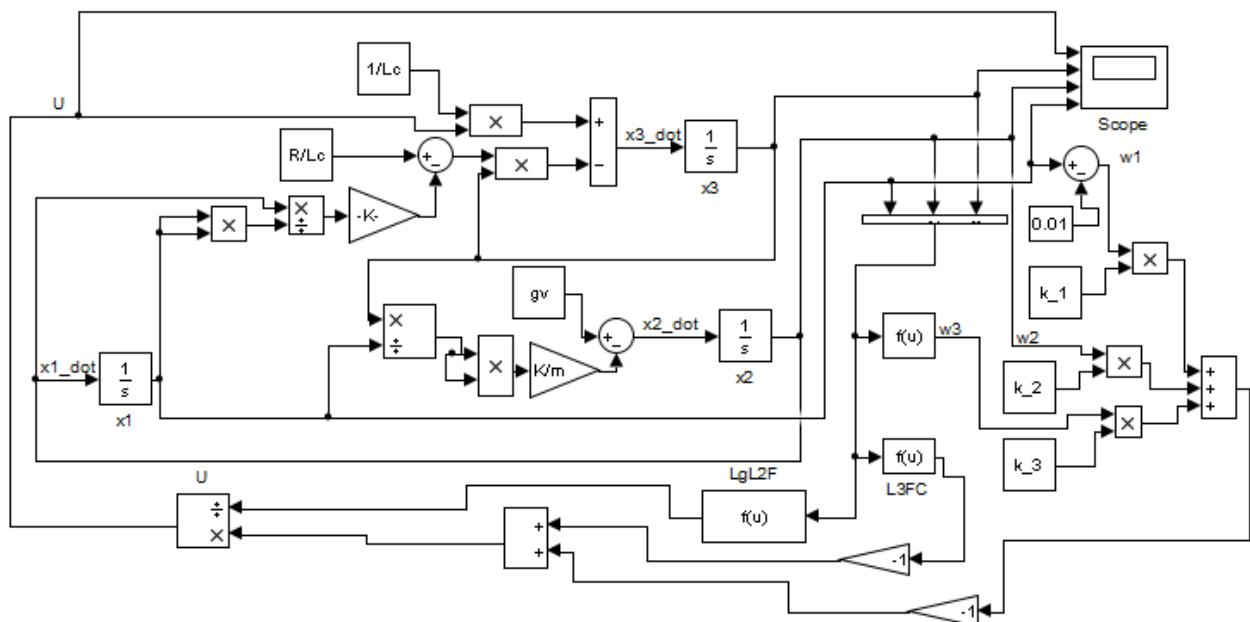 1/Lc
U
×
+
−
x3_dot
1
s
x3
Scope
w1
R/Lc
+
−
×
×
×
÷
-K-
+
−
0.01
×
k_1
gv
×
÷
×
K/m
+
−
x2_dot
1
s
x2
f(u)
w3
w2
×
k_2
+
+
+
x1_dot
1
s
x1
×
k_3
f(u)
L3FC
U
LgL2F
÷
×
f(u)
+
+
-1
-1